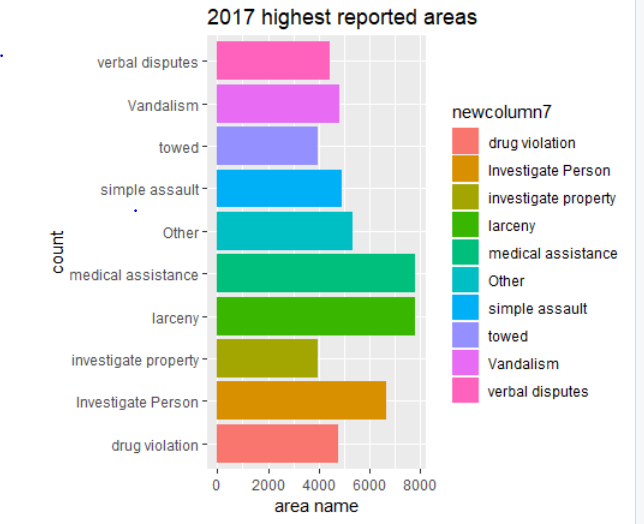 2017 highest reported areas
verbal disputes
Vandalism
towed
simple assault
Other
medical assistance
larceny
investigate property
Investigate Person
drug violation
count
0 2000 4000 6000 8000
area name
newcolumn7
drug violation
Investigate Person
investigate property
larceny
medical assistance
Other
simple assault
towed
Vandalism
verbal disputes